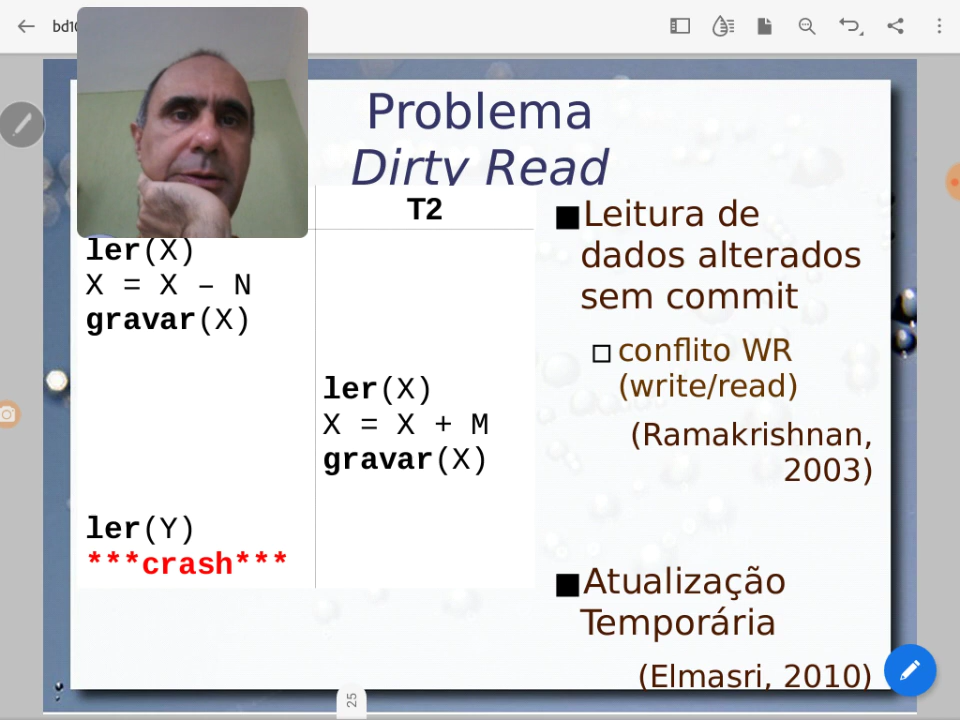 bd10
Problema
Dirty Read
T2
ler(X)
X = X – N
gravar(X)
ler(X)
X = X + M
gravar(X)
ler(Y)
***crash***
Leitura de
dados alterados
sem commit
conflito WR
(write/read)
(Ramakrishnan,
2003)
Atualização
Temporária
(Elmasri, 2010)
25